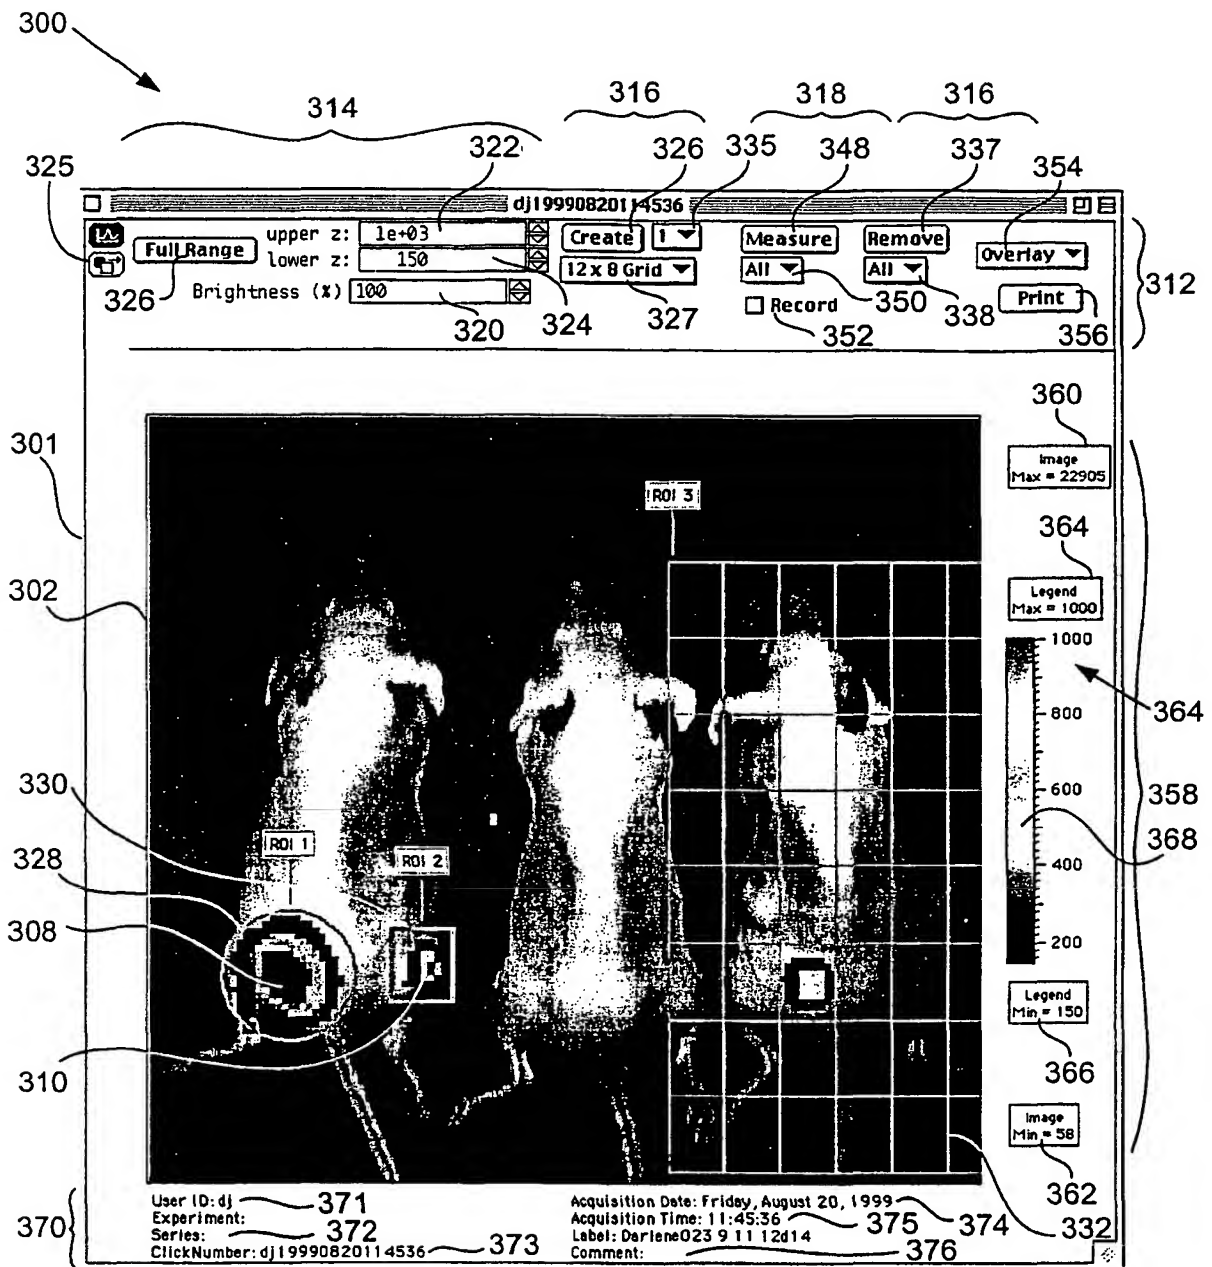 300
314
316
318
316
322
326
335
348
337
354
325
dj19990820114536
Full Range
upper z: 1e+03
lower z: 150
Brightness (%) 100
Create 1
12 x 8 Grid
Measure
All
Record
Remove
All
Overlay
Print
312
326
320
324
327
350
352
338
356
360
Image
Max = 22905
301
ROI 3
364
302
Legend
Max = 1000
1000
800
600
400
200
364
358
368
330
ROI 1
ROI 2
328
308
310
Legend
Min = 150
366
Image
Min = 58
362
370
User ID: dj
371
Experiment:
Series:
372
ClickNumber: dj19990820114536
373
Acquisition Date: Friday, August 20, 1999
374
332
Acquisition Time: 11:45:36
375
Label: Darlene023 9 11 12d14
Comment:
376